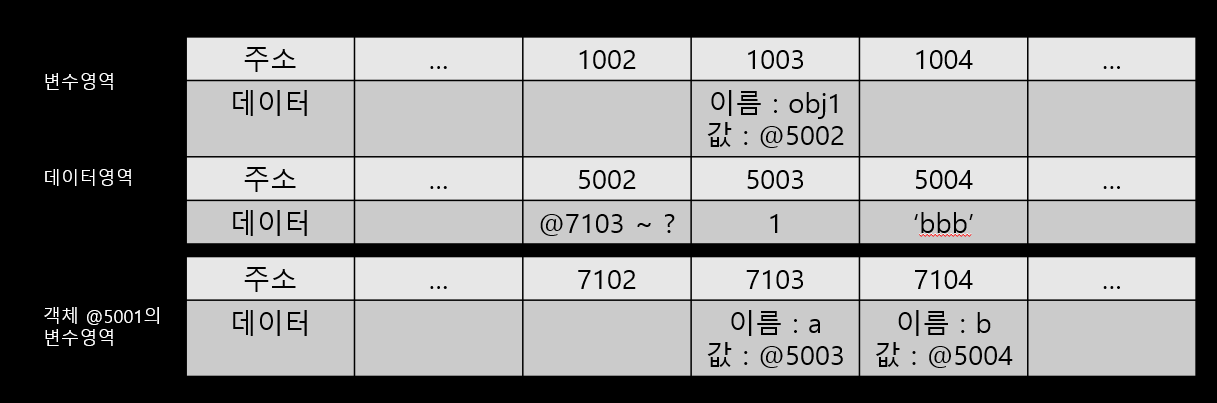 변수영역
주소 ... 1002 1003 1004 ...
데이터 이름 : obj1
값 : @5002
데이터영역
주소 ... 5002 5003 5004 ...
데이터 @7103 ~ ? 1 ‘bbb’
객체 @5001의
변수영역
주소 ... 7102 7103 7104 ...
데이터 이름 : a 이름 : b
값 : @5003 값 : @5004